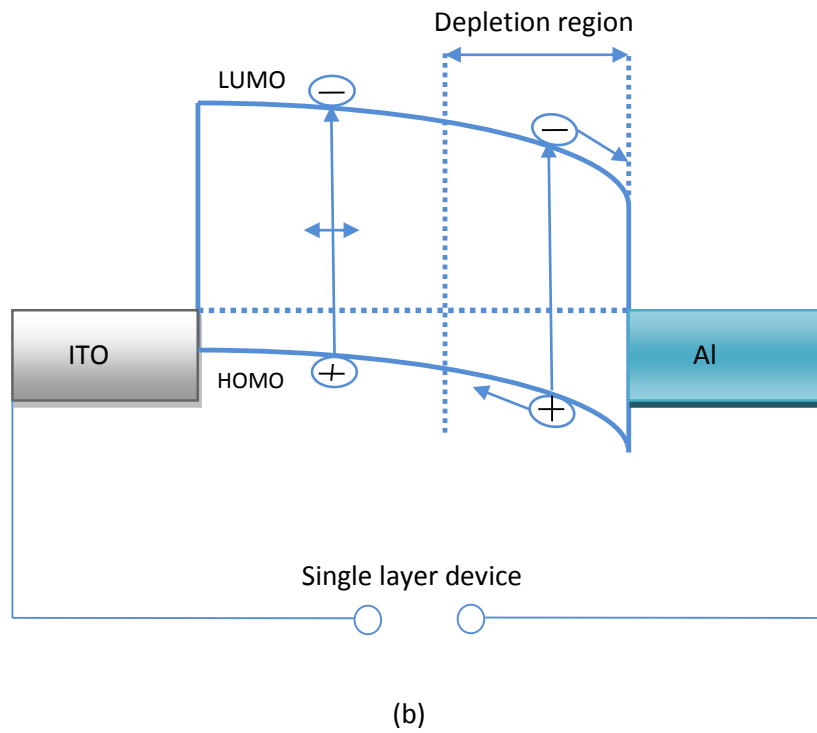 Depletion region
LUMO
ITO
Al
HOMO
Single layer device
(b)